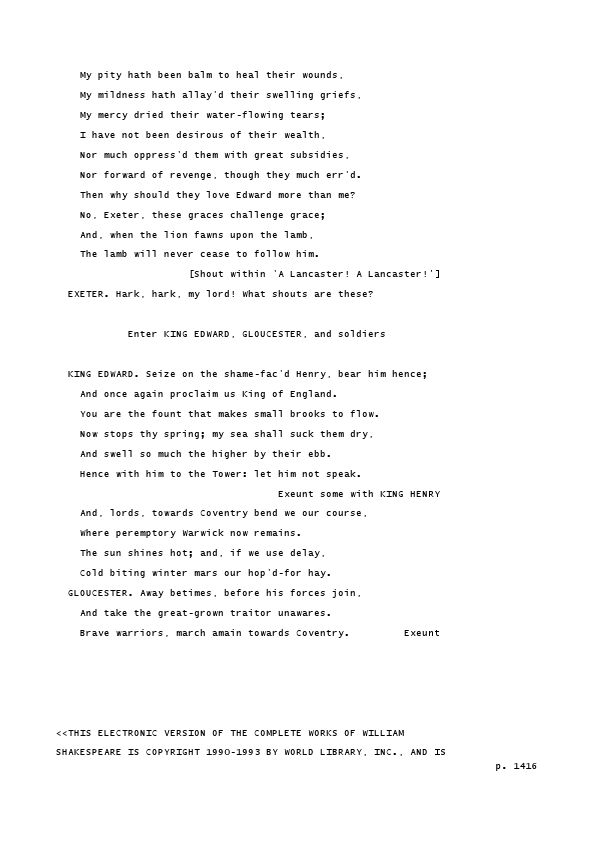 My pity hath been balm to heal their wounds,
My mildness hath allay'd their swelling griefs,
My mercy dried their water-flowing tears;
I have not been desirous of their wealth,
Nor much oppress'd them with great subsidies,
Nor forward of revenge, though they much err'd.
Then why should they love Edward more than me?
No, Exeter, these graces challenge grace;
And, when the lion fawns upon the lamb,
The lamb will never cease to follow him.
[Shout within 'A Lancaster! A Lancaster!']
EXETER. Hark, hark, my lord! What shouts are these?
Enter KING EDWARD, GLOUCESTER, and soldiers
KING EDWARD. Seize on the shame-fac'd Henry, bear him hence;
And once again proclaim us King of England.
You are the fount that makes small brooks to flow.
Now stops thy spring; my sea shall suck them dry,
And swell so much the higher by their ebb.
Hence with him to the Tower: let him not speak.
Exeunt some with KING HENRY
And, lords, towards Coventry bend we our course,
Where peremptory Warwick now remains.
The sun shines hot; and, if we use delay,
Cold biting winter mars our hop'd-for hay.
GLOUCESTER. Away betimes, before his forces join,
And take the great-grown traitor unawares.
Brave warriors, march amain towards Coventry. Exeunt
<<THIS ELECTRONIC VERSION OF THE COMPLETE WORKS OF WILLIAM
SHAKESPEARE IS COPYRIGHT 1990-1993 BY WORLD LIBRARY, INC., AND IS
p. 1416